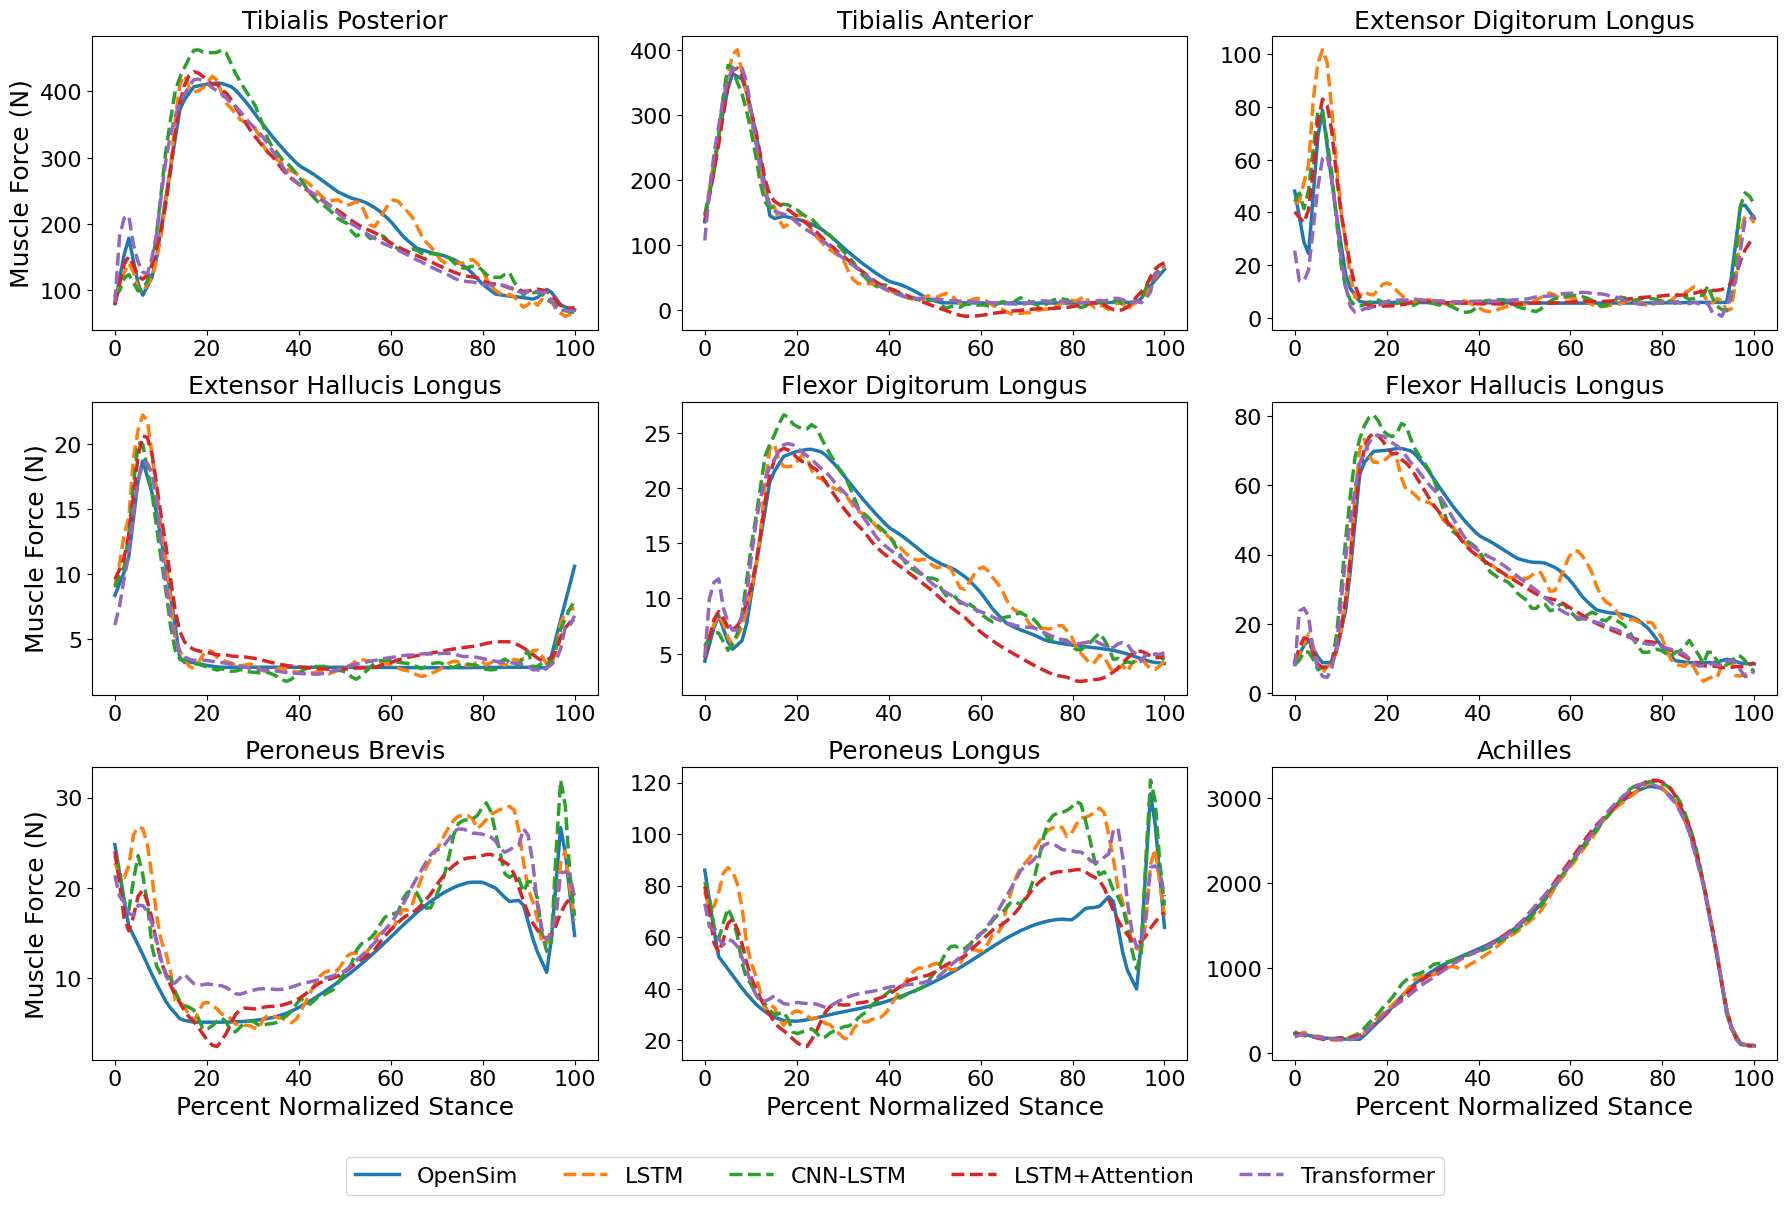 Tibialis Posterior
Tibialis Anterior
Extensor Digitorum Longus
Muscle Force (N)
400
300
200
100
0 20 40 60 80 100
400
300
200
100
0
0 20 40 60 80 100
100
80
60
40
20
0
0 20 40 60 80 100
Extensor Hallucis Longus
Flexor Digitorum Longus
Flexor Hallucis Longus
Muscle Force (N)
20
15
10
5
0 20 40 60 80 100
25
20
15
10
5
0 20 40 60 80 100
80
60
40
20
0
0 20 40 60 80 100
Peroneus Brevis
Peroneus Longus
Achilles
Muscle Force (N)
30
20
10
0 20 40 60 80 100
Percent Normalized Stance
120
100
80
60
40
20
0 20 40 60 80 100
Percent Normalized Stance
3000
2000
1000
0
0 20 40 60 80 100
Percent Normalized Stance
OpenSim LSTM CNN-LSTM LSTM+Attention Transformer